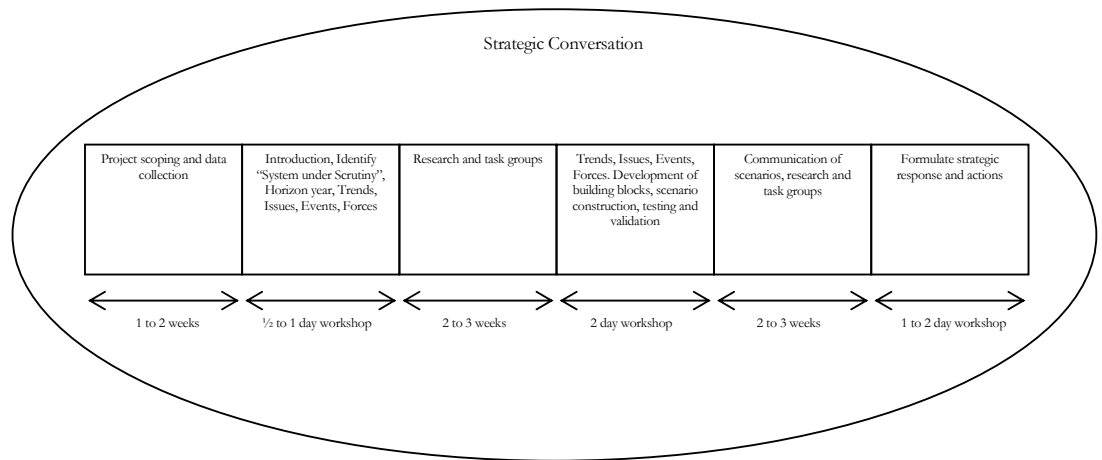 Strategic Conversation
Project scoping and data
collection
Introduction, Identify
“System under Scrutiny”,
Horizon year, Trends,
Issues, Events, Forces
Research and task groups
Trends, Issues, Events,
Forces. Development of
building blocks, scenario
construction, testing and
validation
Communication of
scenarios, research and
task groups
Formulate strategic
response and actions
1 to 2 weeks
½ to 1 day workshop
2 to 3 weeks
2 day workshop
2 to 3 weeks
1 to 2 day workshop